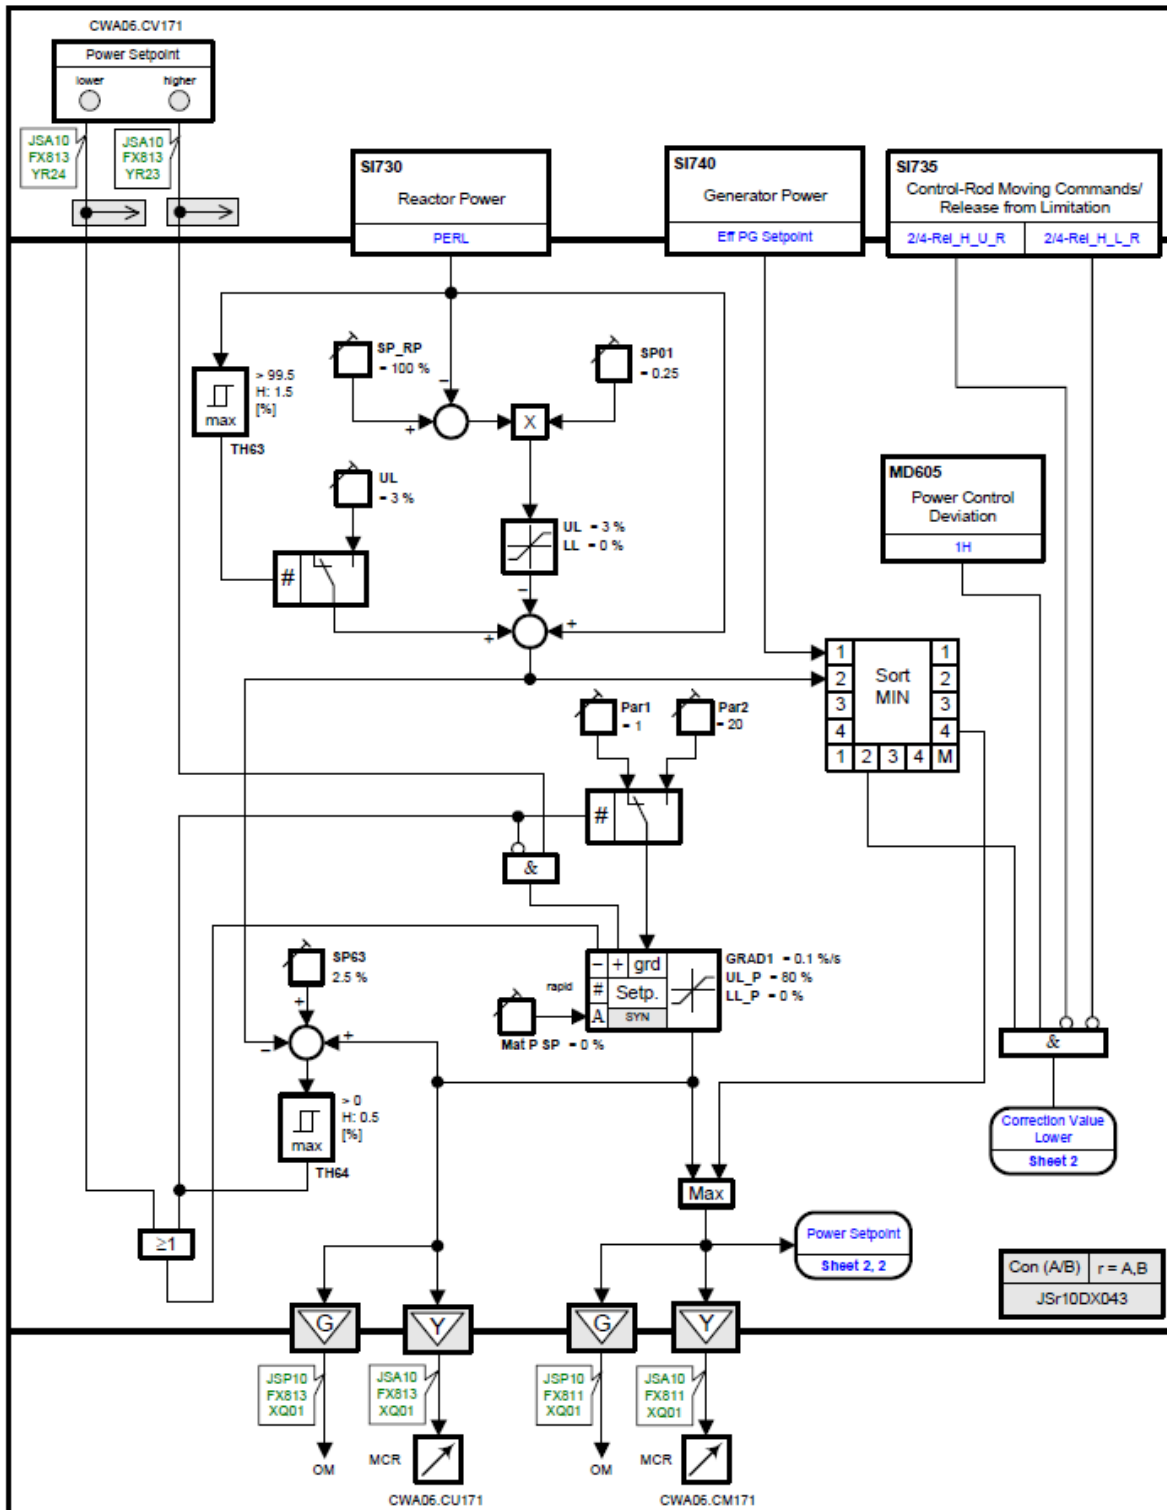 CWA06.CV171
Power Setpoint
lower
higher
JSA10
FX813
YR24
JSA10
FX813
YR23
SI730
Reactor Power
PERL
SI740
Generator Power
Eff PG Setpoint
SI735
Control-Rod Moving Commands/
Release from Limitation
2/4-Rel_H_U_R
2/4-Rel_H_L_R
SP_RP
= 100 %
SP01
= 0.25
> 99.5
H: 1.5
[%]
max
TH63
−
+
X
UL
= 3 %
MD605
Power Control
Deviation
1H
UL = 3 %
LL = 0 %
#
−
+
+
1
2
3
4
Sort
MIN
1
2
3
4
1 2 3 4 M
Par1
= 1
Par2
= 20
#
&
SP63
2.5 %
− + grd
# Setp.
A SYN
rapid
GRAD1 = 0.1 %/s
UL_P = 80 %
LL_P = 0 %
Mat P SP = 0 %
+
+
−
&
> 0
H: 0.5
[%]
max
TH64
Correction Value
Lower
Sheet 2
Max
≥1
Power Setpoint
Sheet 2, 2
Con (A/B)
r = A,B
JSr10DX043
G
Y
G
Y
JSP10
FX813
XQ01
JSA10
FX813
XQ01
JSP10
FX811
XQ01
JSA10
FX811
XQ01
OM
MCR
OM
MCR
CWA06.CU171
CWA06.CM171